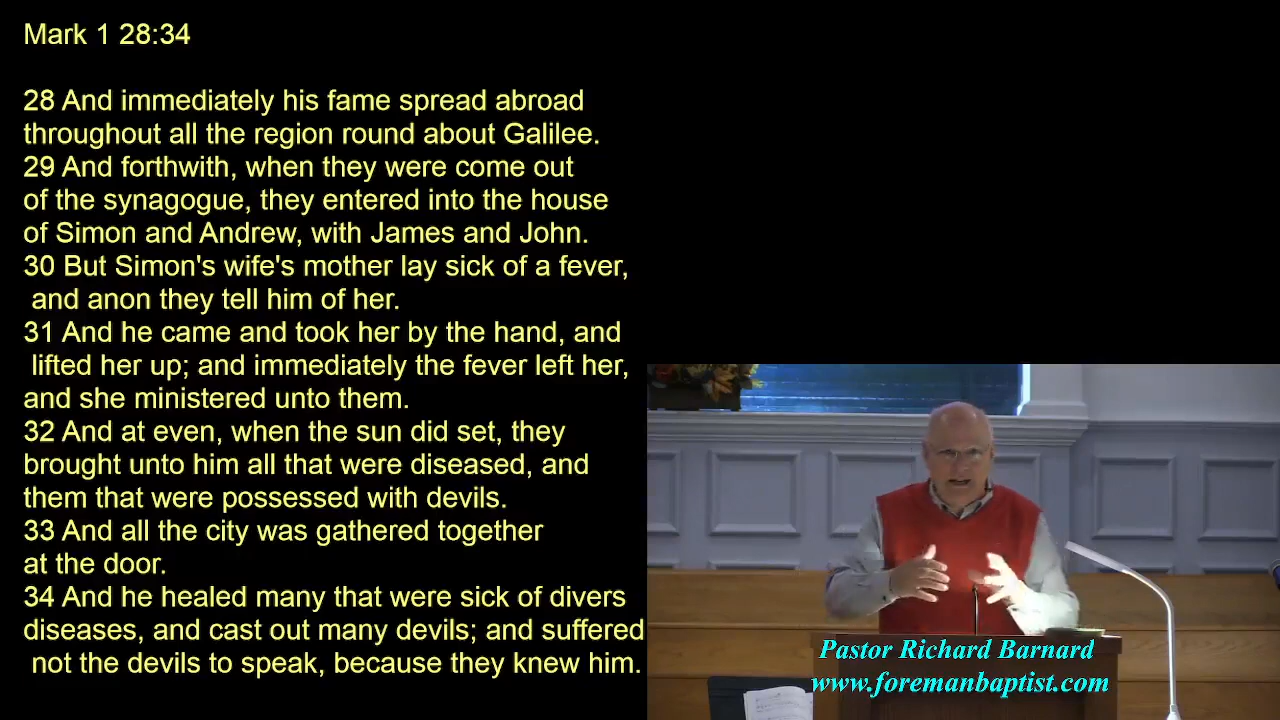 Mark 1 28:34
28 And immediately his fame spread abroad
throughout all the region round about Galilee.
29 And forthwith, when they were come out
of the synagogue, they entered into the house
of Simon and Andrew, with James and John.
30 But Simon's wife's mother lay sick of a fever,
and anon they tell him of her.
31 And he came and took her by the hand, and
lifted her up; and immediately the fever left her,
and she ministered unto them.
32 And at even, when the sun did set, they
brought unto him all that were diseased, and
them that were possessed with devils.
33 And all the city was gathered together
at the door.
34 And he healed many that were sick of divers
diseases, and cast out many devils; and suffered
not the devils to speak, because they knew him.
Pastor Richard Barnard
www.foremanbaptist.com